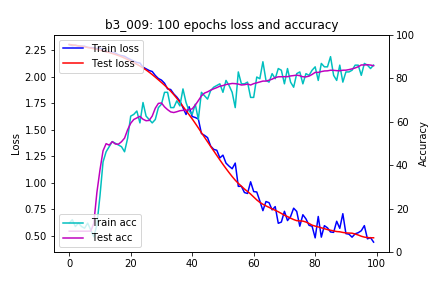 b3_009: 100 epochs loss and accuracy
Train loss
Test loss
Train acc
Test acc
Loss
2.25
2.00
1.75
1.50
1.25
1.00
0.75
0.50
Accuracy
100
80
60
40
20
0
0 20 40 60 80 100